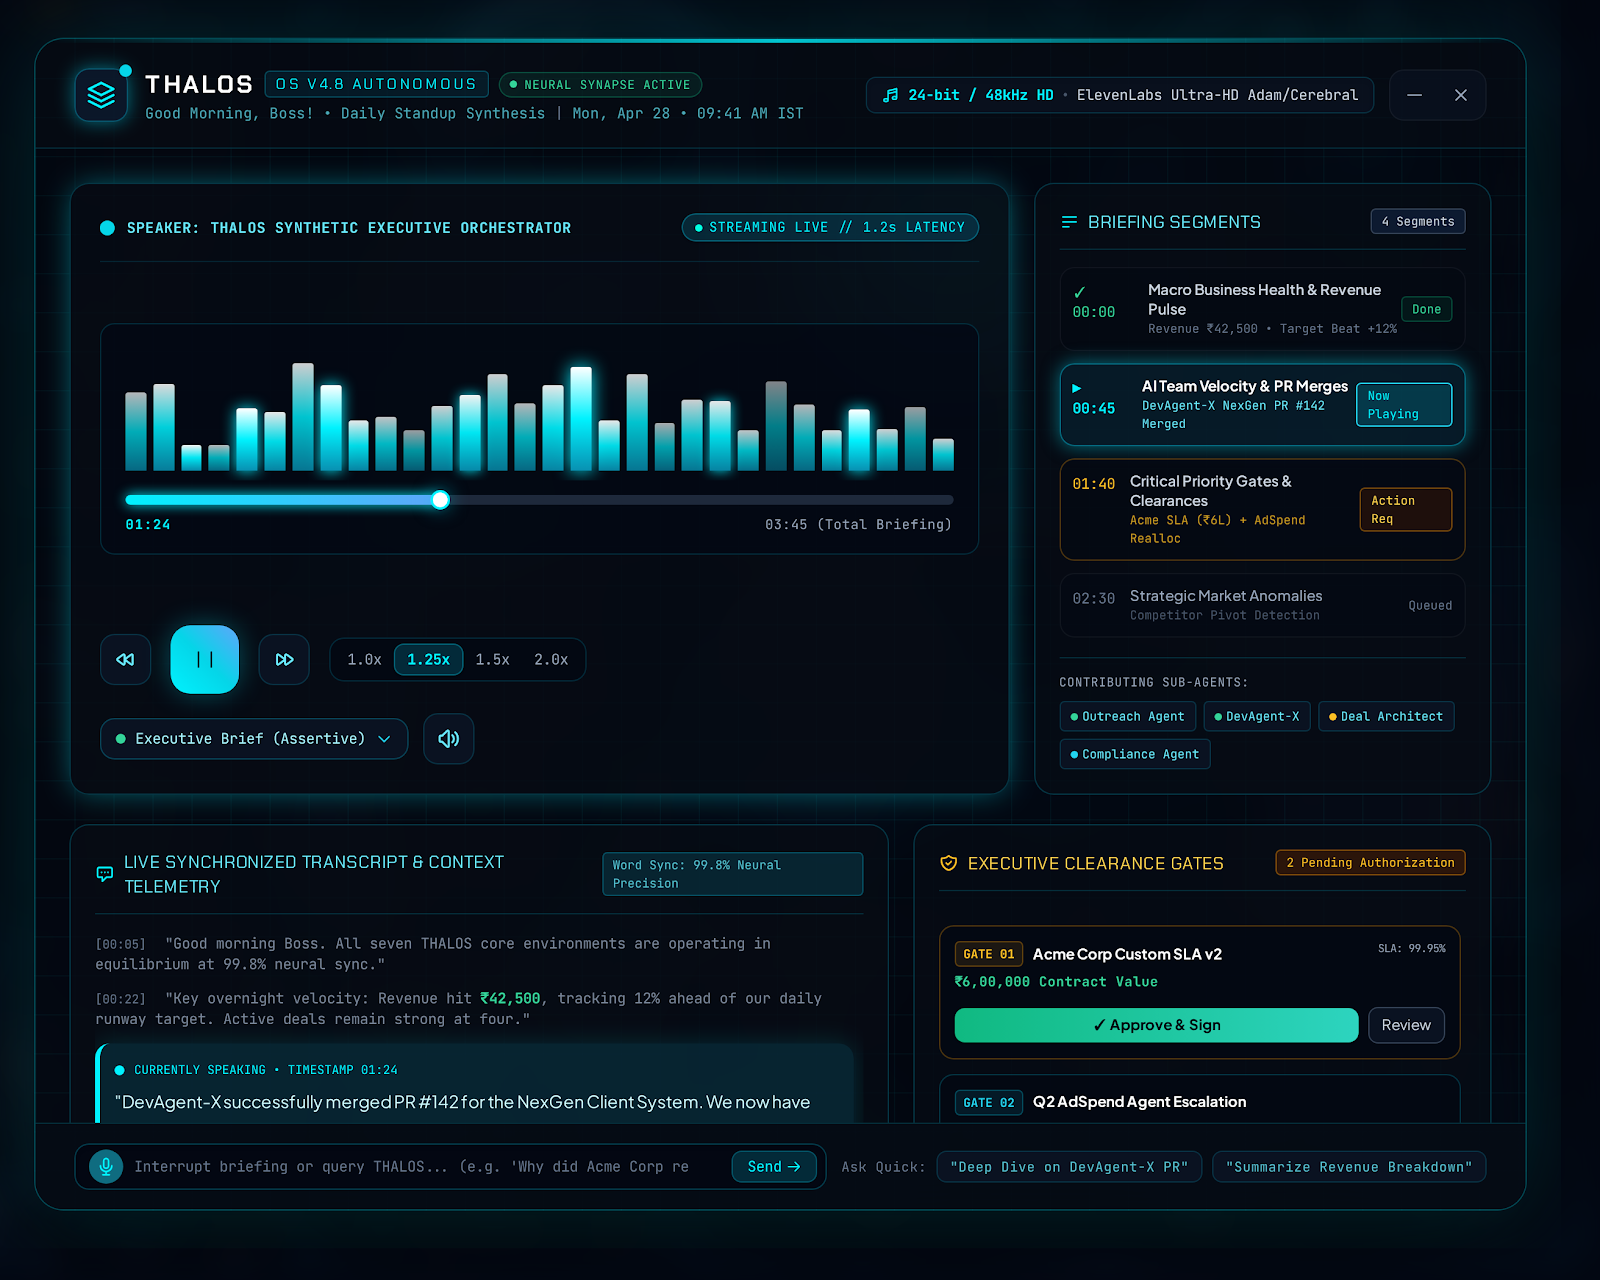 THALOS OS V4.8 AUTONOMOUS NEURAL SYNAPSE ACTIVE
Good Morning, Boss! • Daily Standup Synthesis | Mon, Apr 28 • 09:41 AM IST
24-bit / 48kHz HD • ElevenLabs Ultra-HD Adam/Cerebral
SPEAKER: THALOS SYNTHETIC EXECUTIVE ORCHESTRATOR
STREAMING LIVE // 1.2s LATENCY
01:24
03:45 (Total Briefing)
1.0x 1.25x 1.5x 2.0x
Executive Brief (Assertive)
BRIEFING SEGMENTS
4 Segments
✓
00:00
Macro Business Health & Revenue
Pulse
Revenue ₹42,500 • Target Beat +12%
Done
▶
00:45
AI Team Velocity & PR Merges
DevAgent-X NexGen PR #142
Merged
Now
Playing
01:40
Critical Priority Gates &
Clearances
Acme SLA (₹6L) + AdSpend
Realloc
Action
Req
02:30
Strategic Market Anomalies
Competitor Pivot Detection
Queued
CONTRIBUTING SUB-AGENTS:
Outreach Agent
DevAgent-X
Deal Architect
Compliance Agent
LIVE SYNCHRONIZED TRANSCRIPT & CONTEXT
TELEMETRY
Word Sync: 99.8% Neural
Precision
[00:05] "Good morning Boss. All seven THALOS core environments are operating in
equilibrium at 99.8% neural sync."
[00:22] "Key overnight velocity: Revenue hit ₹42,500, tracking 12% ahead of our daily
runway target. Active deals remain strong at four."
CURRENTLY SPEAKING • TIMESTAMP 01:24
"DevAgent-X successfully merged PR #142 for the NexGen Client System. We now have
EXECUTIVE CLEARANCE GATES
2 Pending Authorization
GATE 01 Acme Corp Custom SLA v2
SLA: 99.95%
₹6,00,000 Contract Value
✓ Approve & Sign
Review
GATE 02 Q2 AdSpend Agent Escalation
Interrupt briefing or query THALOS... (e.g. 'Why did Acme Corp re
Send →
Ask Quick:
"Deep Dive on DevAgent-X PR"
"Summarize Revenue Breakdown"